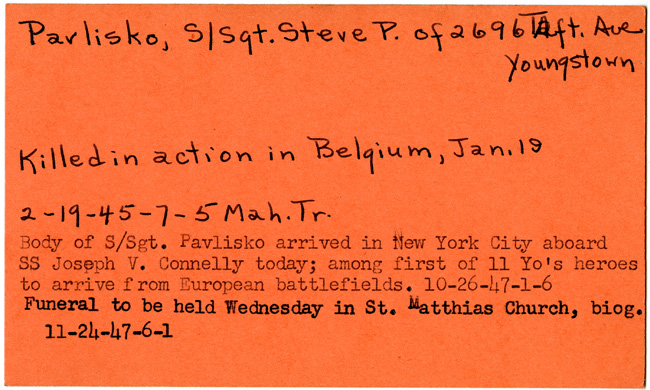 Pavlisko, S/Sgt. Steve P. of 2696 Taft. Ave
Youngstown
Killed in action in Belgium, Jan. 19
2-19-45-7-5 Mah. Tr.
Body of S/Sgt. Pavlisko arrived in New York City aboard
SS Joseph V. Connelly today; among first of 11 Yo's heroes
to arrive from European battlefields. 10-26-47-1-6
Funeral to be held Wednesday in St. Matthias Church, biog.
11-24-47-6-1